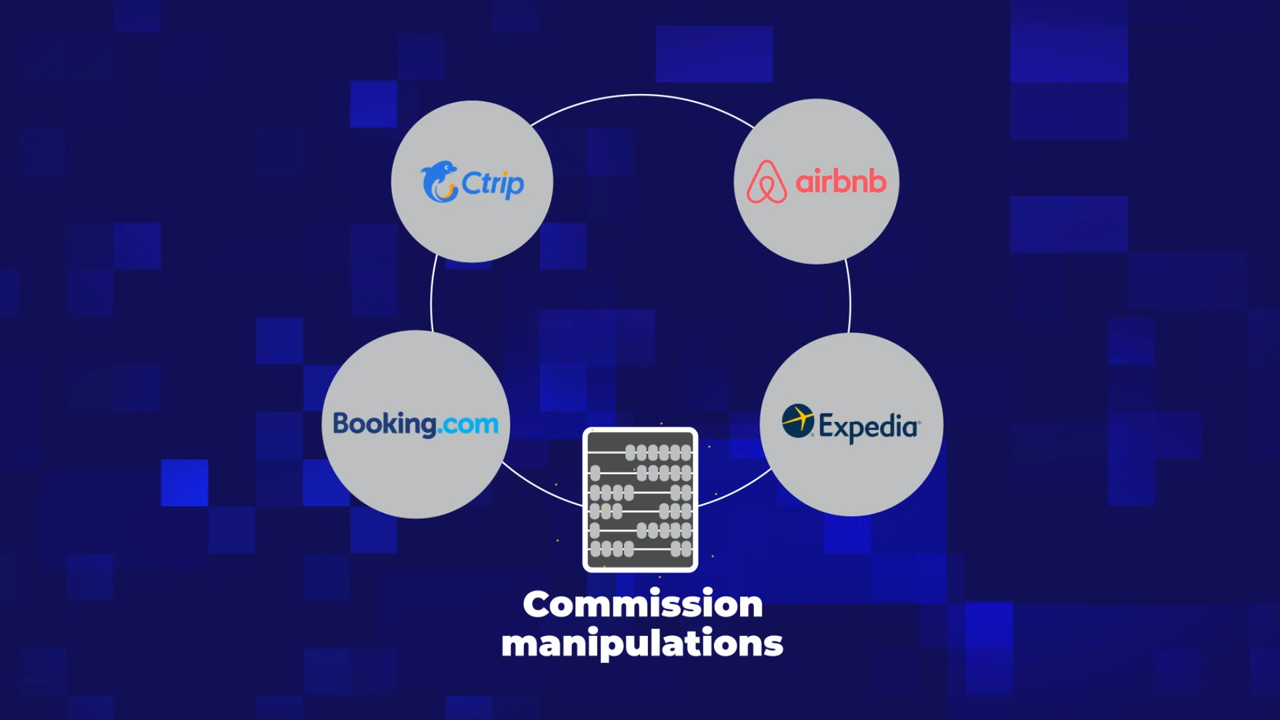 Ctrip
airbnb
Booking.com
Expedia
Commission
manipulations